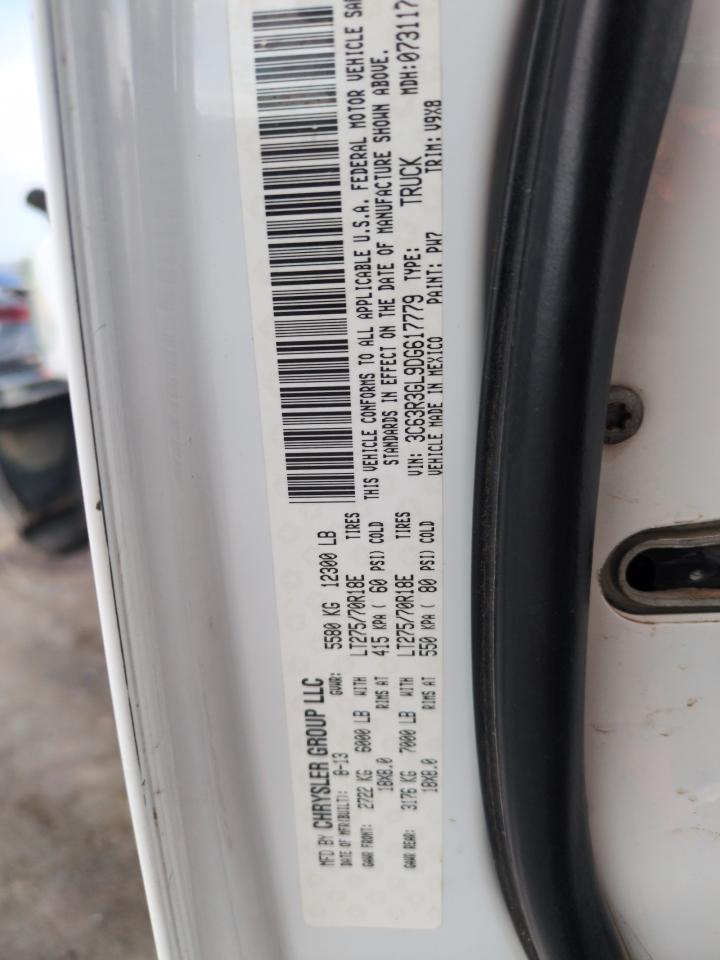 MFD BY CHRYSLER GROUP LLC
DATE OF MFR(BUILT): 8-13 GVWR: 5580 KG 12300 LB
GAWR FRONT: 2722 KG 6000 LB WITH LT275/70R18E TIRES
18X8.0 RIMS AT 415 KPA ( 60 PSI) COLD
GAWR REAR: 3176 KG 7000 LB WITH LT275/70R18E TIRES
18X8.0 RIMS AT 550 KPA ( 80 PSI) COLD
THIS VEHICLE CONFORMS TO ALL APPLICABLE U.S.A. FEDERAL MOTOR VEHICLE
STANDARDS IN EFFECT ON THE DATE OF MANUFACTURE SHOWN ABOVE.
VIN: 3C63R3GL9DG617779 TYPE: TRUCK MDH:073117
VEHICLE MADE IN MEXICO PAINT: PW7 TRIM: V9X8